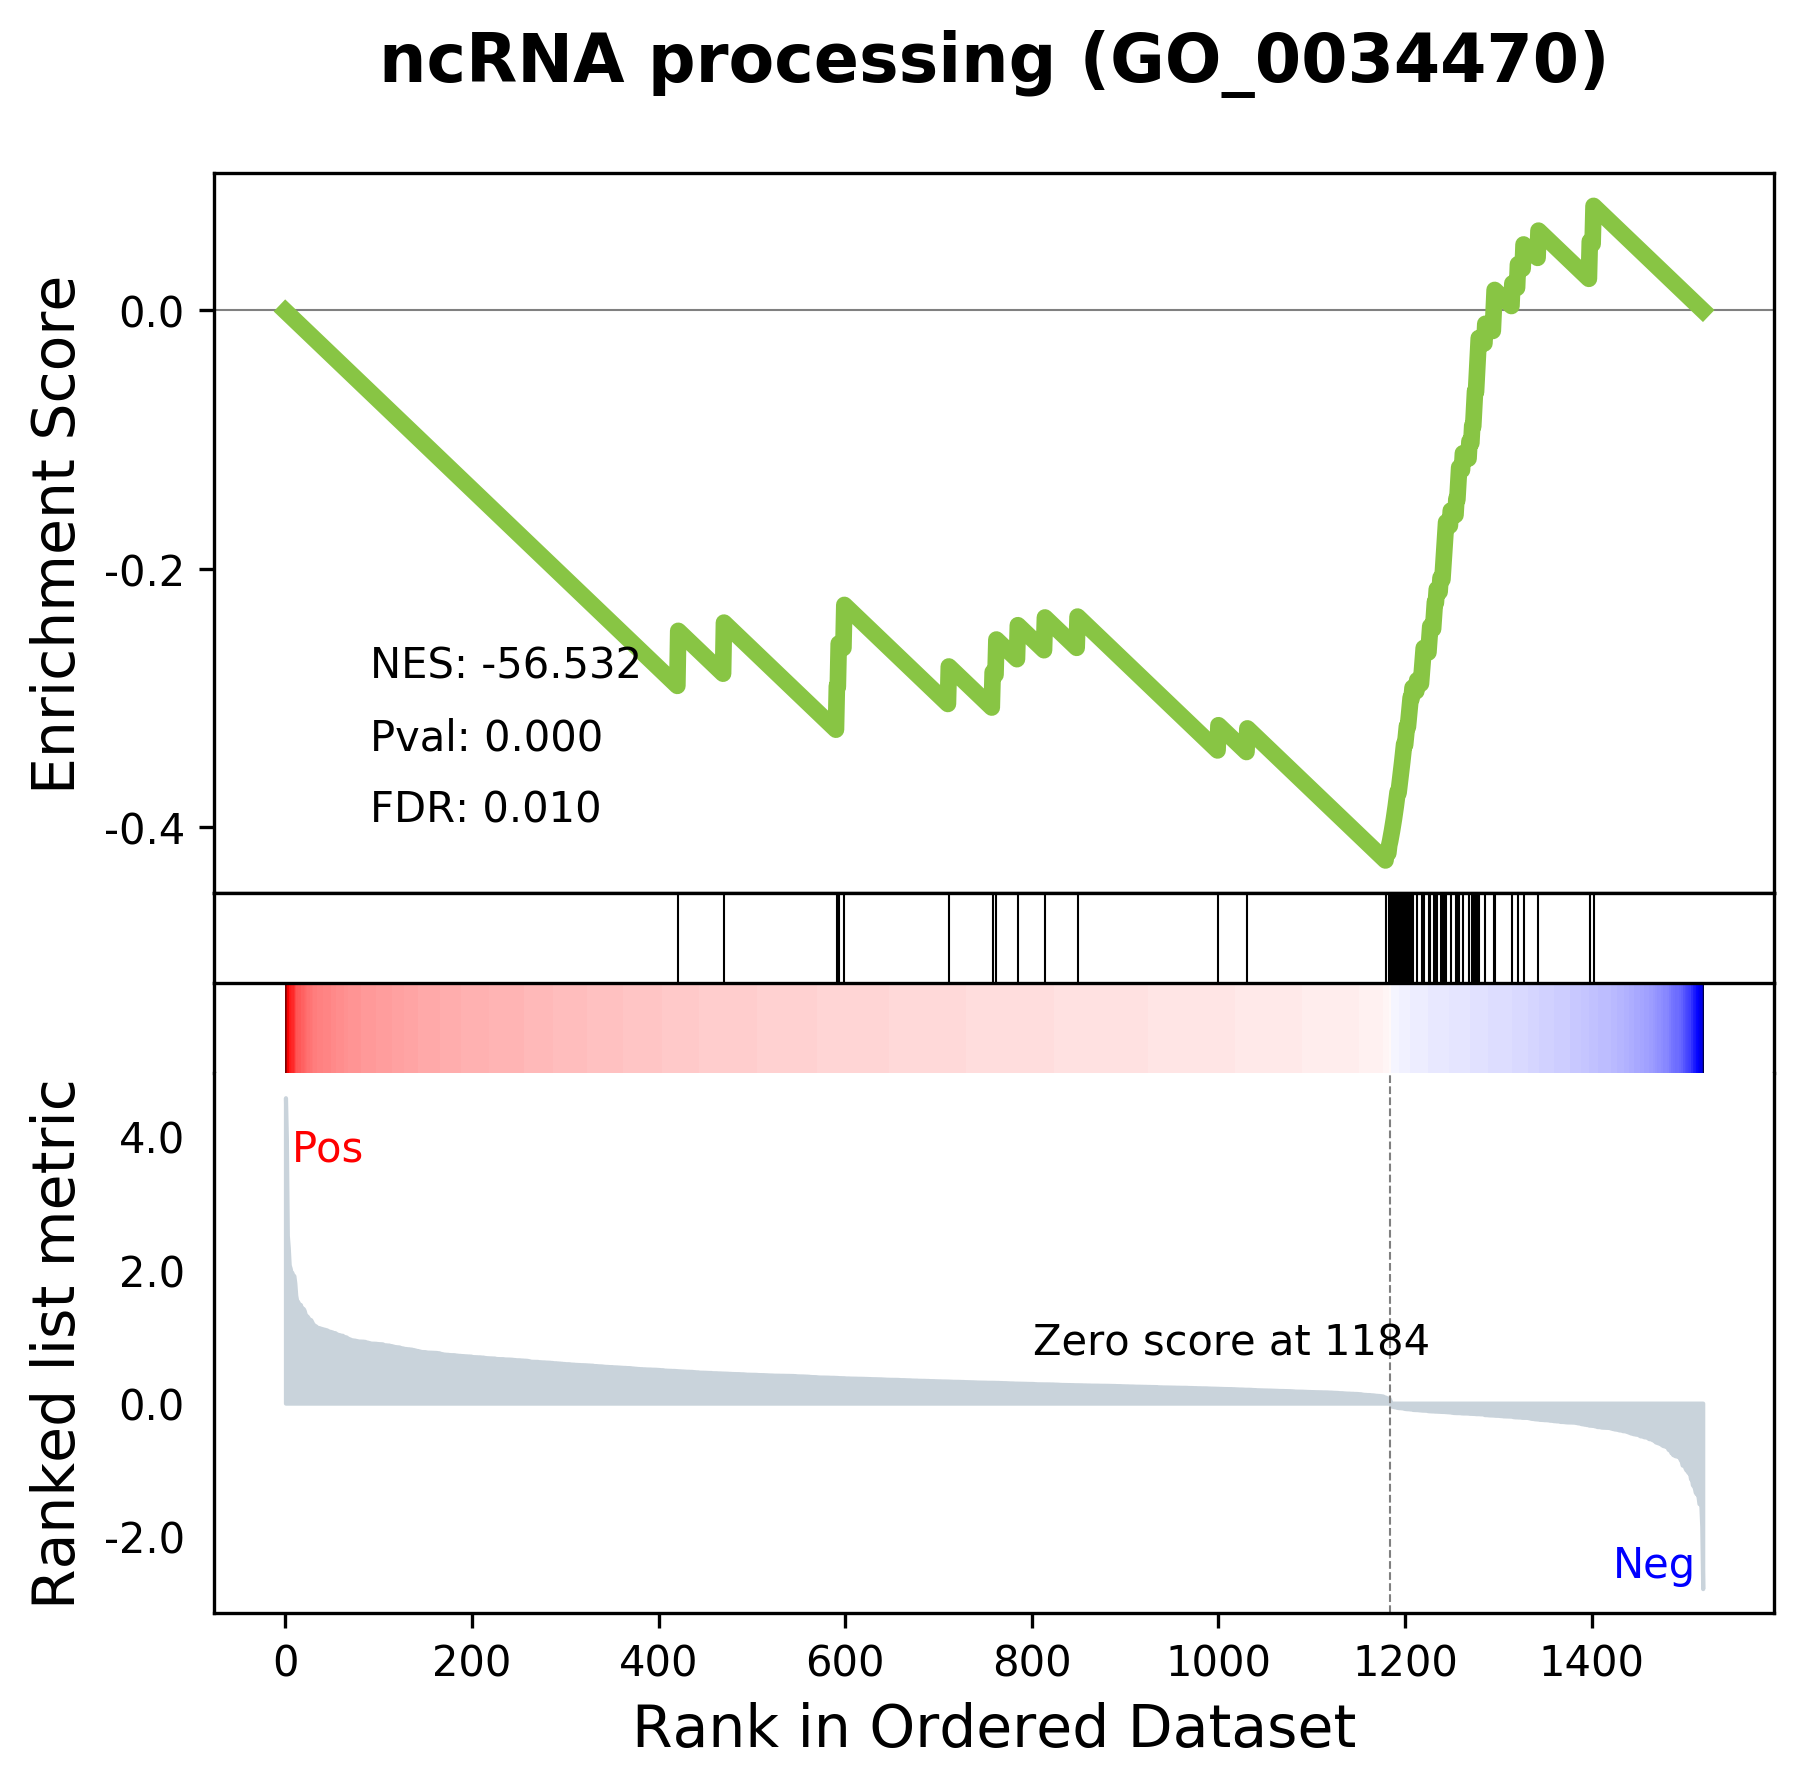 ncRNA processing (GO_0034470)
Enrichment Score
0.0
-0.2
-0.4
NES: -56.532
Pval: 0.000
FDR: 0.010
Ranked list metric
4.0
2.0
0.0
-2.0
Pos
Zero score at 1184
Neg
0 200 400 600 800 1000 1200 1400
Rank in Ordered Dataset